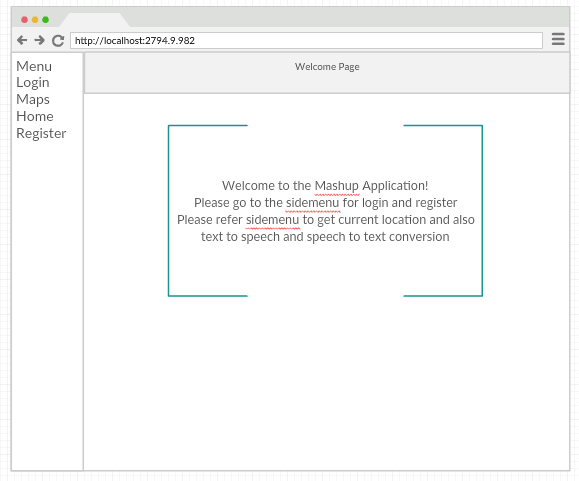 http://localhost:2794.9.982
Menu
Login
Maps
Home
Register
Welcome Page
Welcome to the Mashup Application!
Please go to the sidemenu for login and register
Please refer sidemenu to get current location and also
text to speech and speech to text conversion